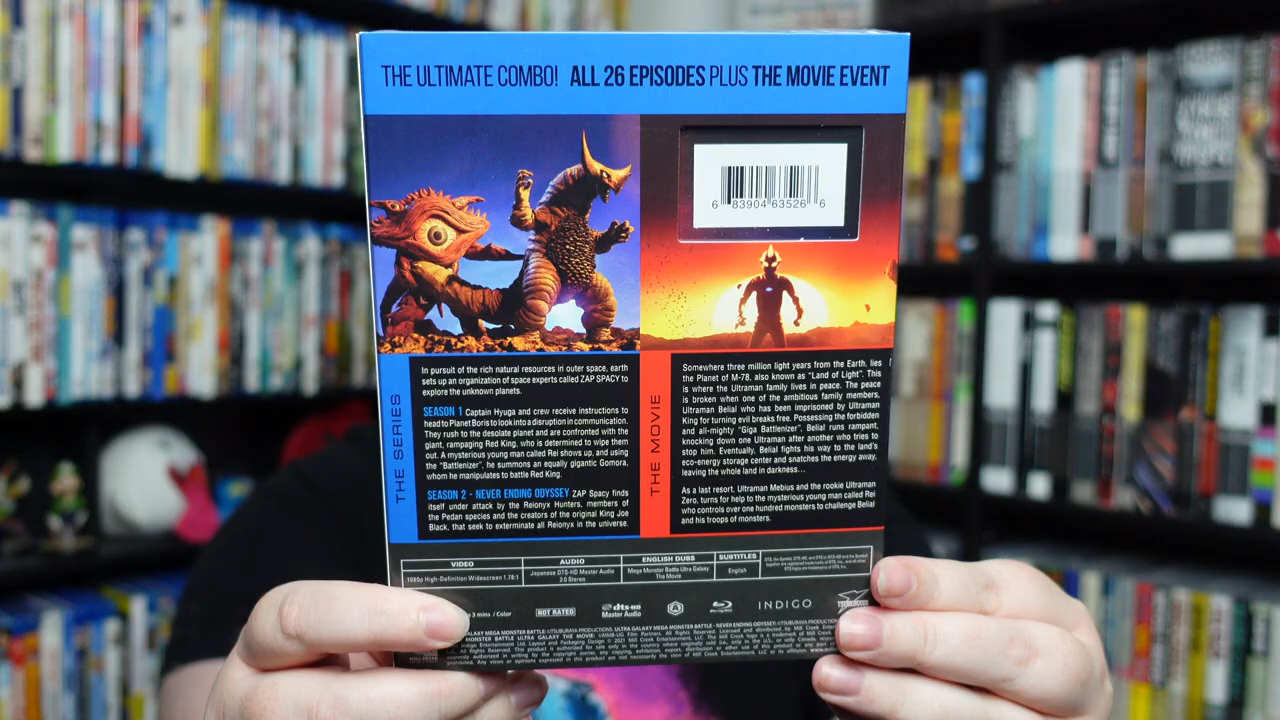 THE ULTIMATE COMBO! ALL 26 EPISODES PLUS THE MOVIE EVENT
6 83904 63526 6
THE SERIES
In pursuit of the rich natural resources in outer space, earth
sets up an organization of space experts called ZAP SPACY to
explore the unknown planets.
SEASON 1 Captain Hyuga and crew receive instructions to
head to Planet Boris to look into a disruption in communication.
They rush to the desolate planet and are confronted with the
giant, rampaging Red King, who is determined to wipe them
out. A mysterious young man called Rei shows up, and using
the "Battlenizer", he summons an equally gigantic Gomora,
whom he manipulates to battle Red King.
SEASON 2 - NEVER ENDING ODYSSEY ZAP Spacy finds
itself under attack by the Reionyx Hunters, members of
the Pedan species and the creators of the original King Joe
Black, that seek to exterminate all Reionyx in the universe.
THE MOVIE
Somewhere three million light years from the Earth, lies
the Planet of M-78, also known as "Land of Light". This
is where the Ultraman family lives in peace. The peace
is broken when one of the ambitious family members,
Ultraman Belial who has been imprisoned by Ultraman
King for turning evil breaks free. Possessing the forbidden
and all-mighty "Giga Battlenizer", Belial runs rampant,
knocking down one Ultraman after another who tries to
stop him. Eventually, Belial fights his way to the land's
eco-energy storage center and snatches the energy away,
leaving the whole land in darkness...
As a last resort, Ultraman Mebius and the rookie Ultraman
Zero, turns for help to the mysterious young man called Rei
who controls over one hundred monsters to challenge Belial
and his troops of monsters.
VIDEO
1080p High-Definition Widescreen 1.78:1
AUDIO
Japanese DTS-HD Master Audio
2.0 Stereo
ENGLISH DUBS
Mega Monster Battle Ultra Galaxy
The Movie
SUBTITLES
English
3 mins / Color
NOT RATED
dts-HD
Master Audio
Blu-ray
INDIGO
TSUBURAYA